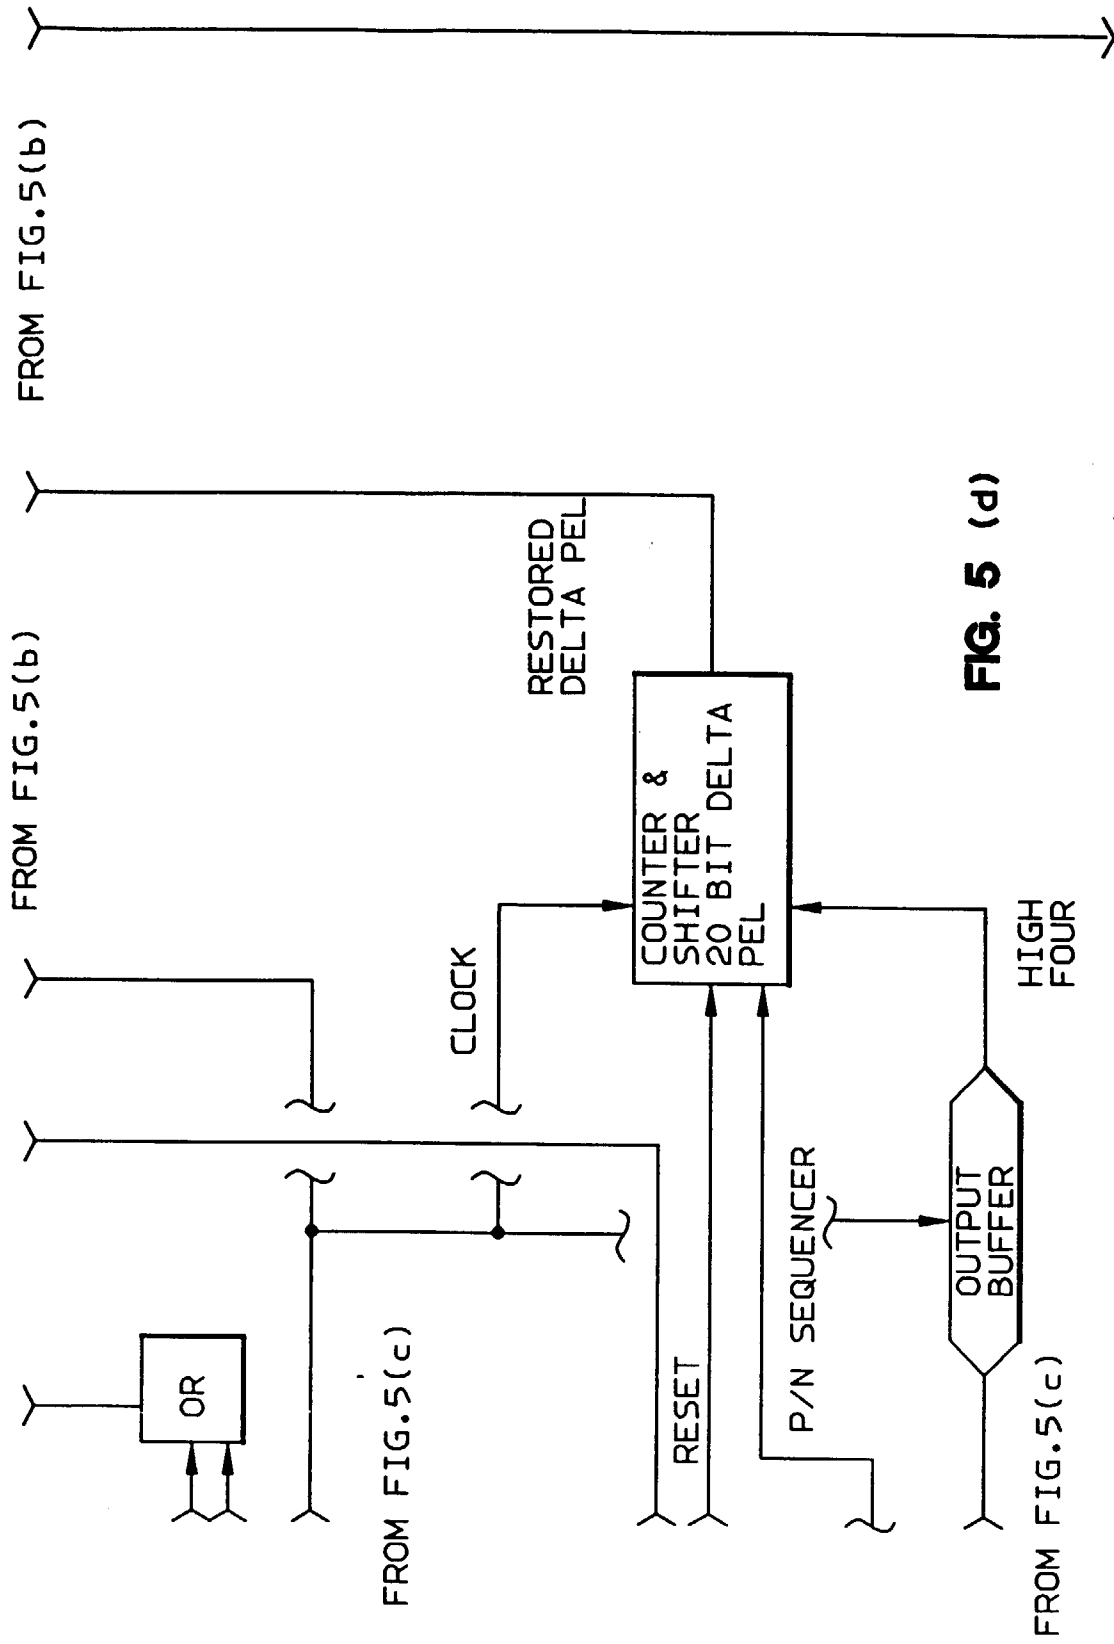 FROM FIG.5(b)
FROM FIG.5(b)
OR
FROM FIG.5(c)
CLOCK
RESTORED
DELTA PEL
RESET
COUNTER &
SHIFTER
20 BIT DELTA
PEL
P/N SEQUENCER
OUTPUT
BUFFER
HIGH
FOUR
FROM FIG.5(c)
FIG. 5 (d)